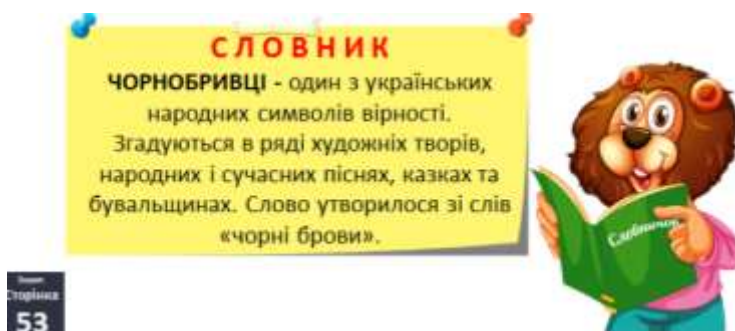 СЛОВНИК
ЧОРНОБРИВЦІ - один з українських
народних символів вірності.
Згадуються в ряді художніх творів,
народних і сучасних піснях, казках та
бувальщинах. Слово утворилося зі слів
«чорні брови».
Словничок
Сторінка
53